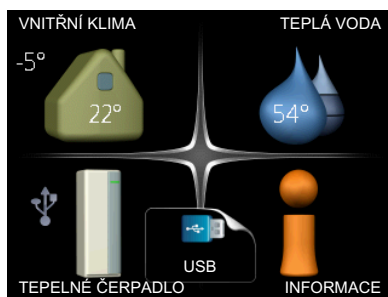 VNITŘNÍ KLIMA
TEPLÁ VODA
-5°
22°
54°
USB
TEPELNÉ ČERPADLO
INFORMACE